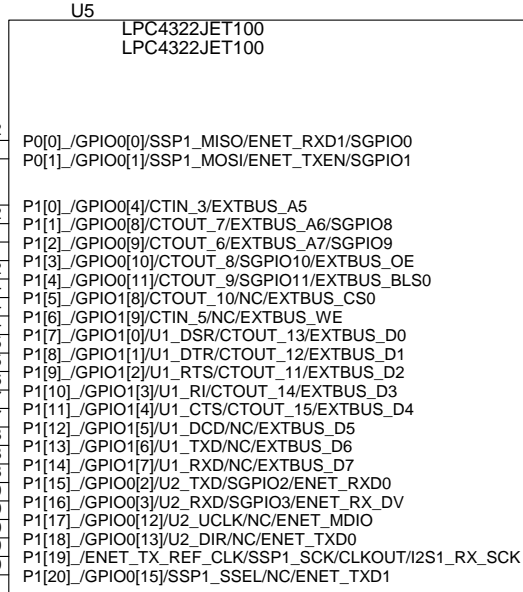 U5
LPC4322JET100
LPC4322JET100
P0[0]_/GPIO0[0]/SSP1_MISO/ENET_RXD1/SGPIO0
P0[1]_/GPIO0[1]/SSP1_MOSI/ENET_TXEN/SGPIO1
P1[0]_/GPIO0[4]/CTIN_3/EXTBUS_A5
P1[1]_/GPIO0[8]/CTOUT_7/EXTBUS_A6/SGPIO8
P1[2]_/GPIO0[9]/CTOUT_6/EXTBUS_A7/SGPIO9
P1[3]_/GPIO0[10]/CTOUT_8/SGPIO10/EXTBUS_OE
P1[4]_/GPIO0[11]/CTOUT_9/SGPIO11/EXTBUS_BLS0
P1[5]_/GPIO1[8]/CTOUT_10/NC/EXTBUS_CS0
P1[6]_/GPIO1[9]/CTIN_5/NC/EXTBUS_WE
P1[7]_/GPIO1[0]/U1_DSR/CTOUT_13/EXTBUS_D0
P1[8]_/GPIO1[1]/U1_DTR/CTOUT_12/EXTBUS_D1
P1[9]_/GPIO1[2]/U1_RTS/CTOUT_11/EXTBUS_D2
P1[10]_/GPIO1[3]/U1_RI/CTOUT_14/EXTBUS_D3
P1[11]_/GPIO1[4]/U1_CTS/CTOUT_15/EXTBUS_D4
P1[12]_/GPIO1[5]/U1_DCD/NC/EXTBUS_D5
P1[13]_/GPIO1[6]/U1_TXD/NC/EXTBUS_D6
P1[14]_/GPIO1[7]/U1_RXD/NC/EXTBUS_D7
P1[15]_/GPIO0[2]/U2_TXD/SGPIO2/ENET_RXD0
P1[16]_/GPIO0[3]/U2_RXD/SGPIO3/ENET_RX_DV
P1[17]_/GPIO0[12]/U2_UCLK/NC/ENET_MDIO
P1[18]_/GPIO0[13]/U2_DIR/NC/ENET_TXD0
P1[19]_/ENET_TX_REF_CLK/SSP1_SCK/CLKOUT/I2S1_RX_SCK
P1[20]_/GPIO0[15]/SSP1_SSEL/NC/ENET_TXD1